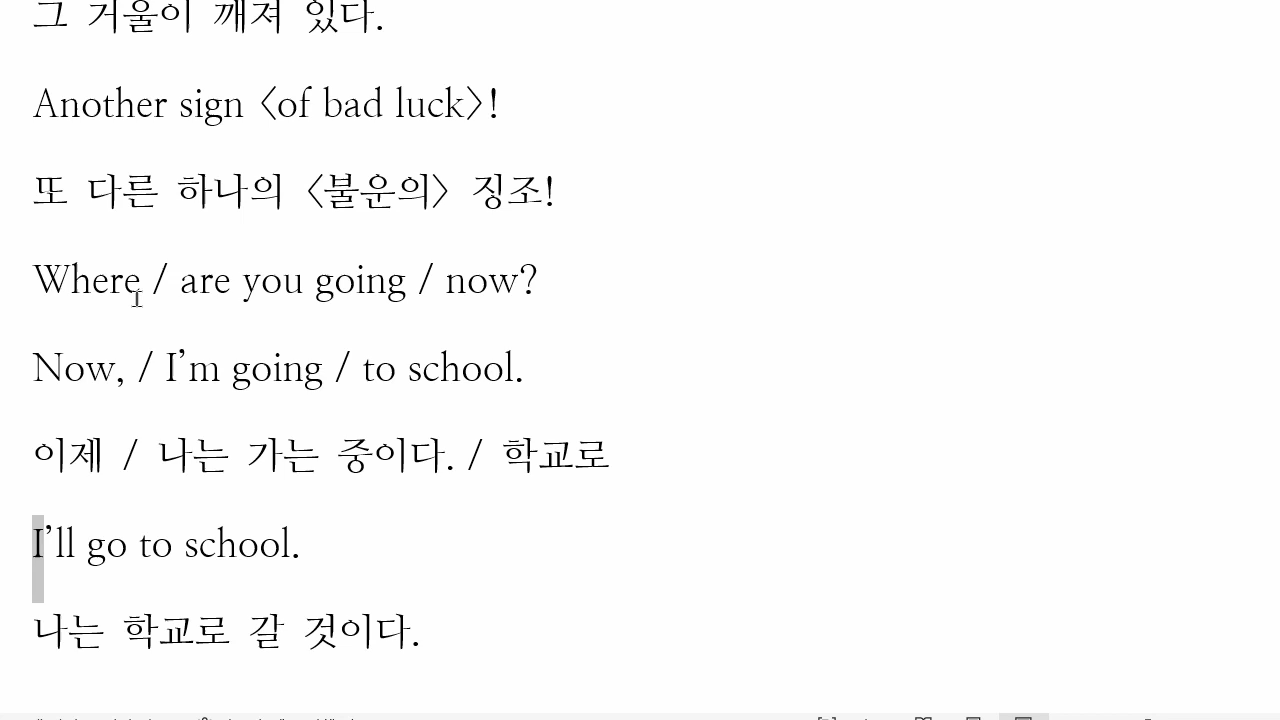 그 거울이 깨져 있다.
Another sign 〈of bad luck〉!
또 다른 하나의 〈불운의〉 징조!
Where / are you going / now?
Now, / I’m going / to school.
이제 / 나는 가는 중이다. / 학교로
I’ll go to school.
나는 학교로 갈 것이다.